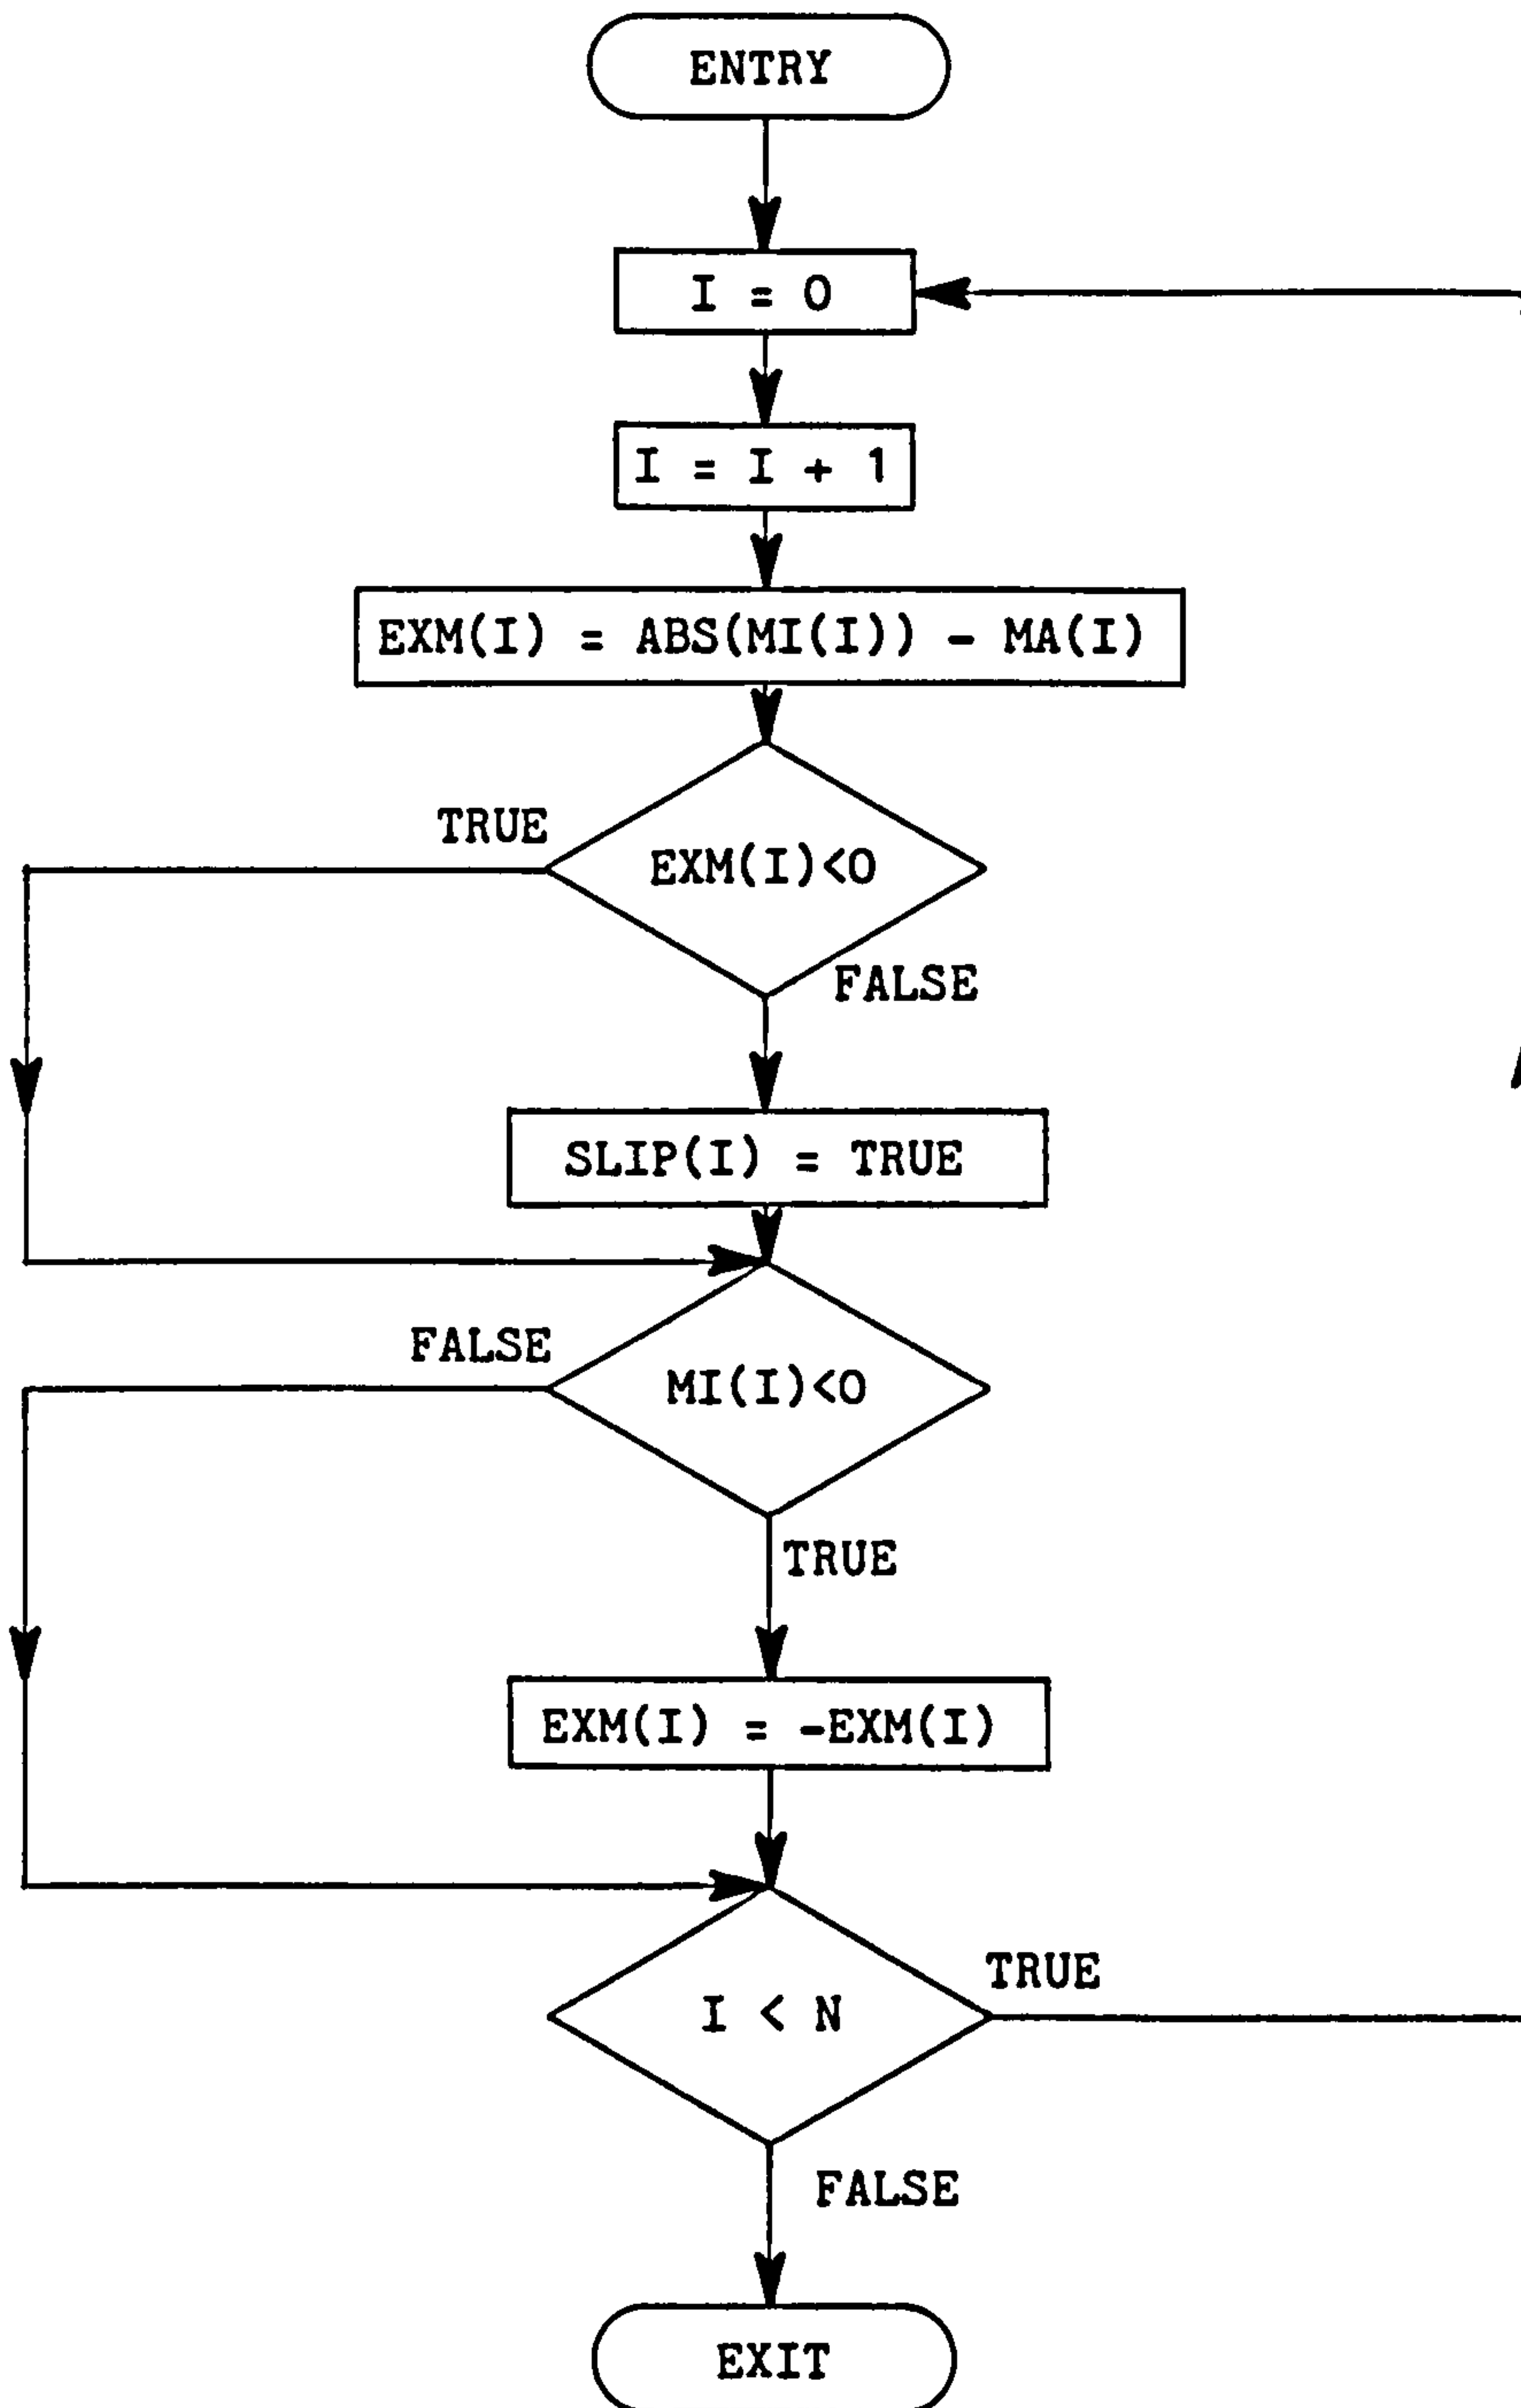 ENTRY
I = 0
I = I + 1
EXM(I) = ABS(MI(I)) - MA(I)
TRUE
EXM(I)<0
FALSE
SLIP(I) = TRUE
FALSE
MI(I)<0
TRUE
EXM(I) = -EXM(I)
TRUE
I < N
FALSE
EXIT